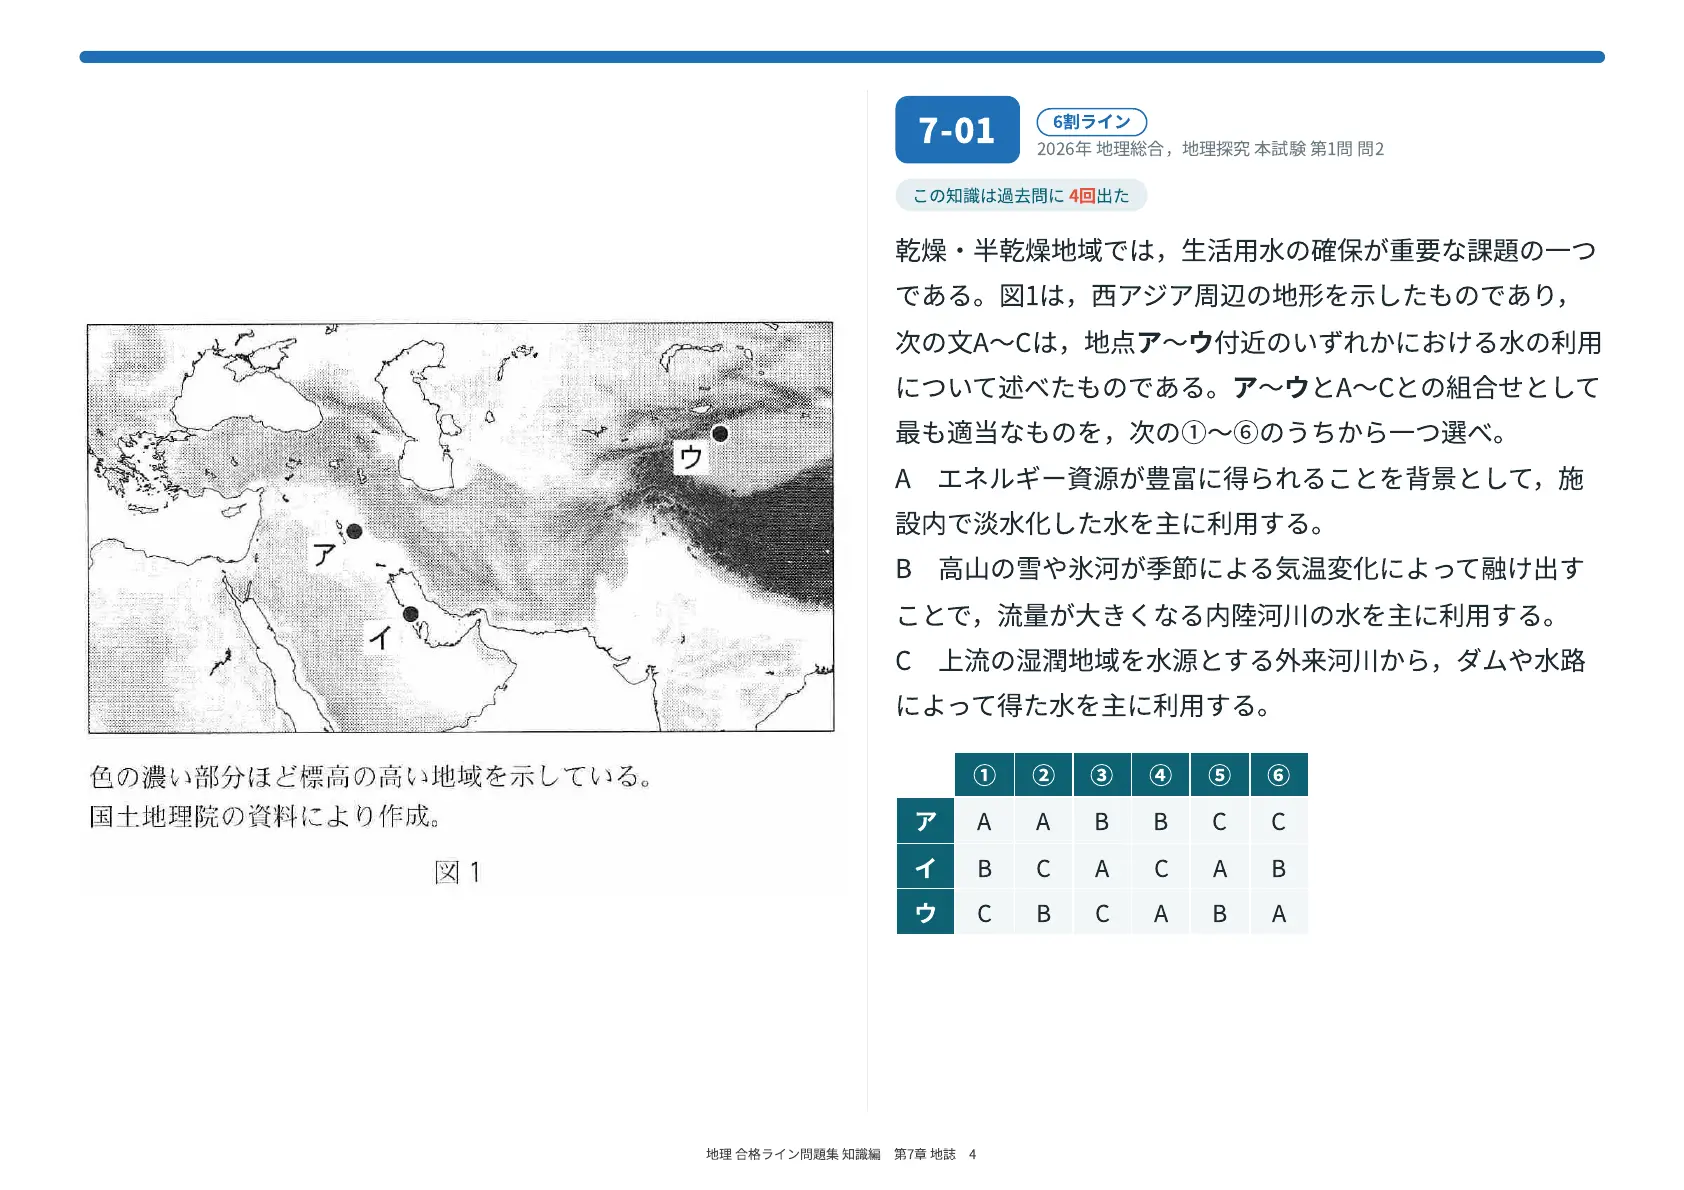 ウ
ア
イ
色の濃い部分ほど標高の高い地域を示している。
国土地理院の資料により作成。
図 1
7-01
6割ライン
2026年 地理総合，地理探究 本試験 第1問 問2
この知識は過去問に 4回出た
乾燥・半乾燥地域では，生活用水の確保が重要な課題の一つ
である。図1は，西アジア周辺の地形を示したものであり，
次の文A～Cは，地点ア～ウ付近のいずれかにおける水の利用
について述べたものである。ア～ウとA～Cとの組合せとして
最も適当なものを，次の①～⑥のうちから一つ選べ。
A　エネルギー資源が豊富に得られることを背景として，施
設内で淡水化した水を主に利用する。
B　高山の雪や氷河が季節による気温変化によって融け出す
ことで，流量が大きくなる内陸河川の水を主に利用する。
C　上流の湿潤地域を水源とする外来河川から，ダムや水路
によって得た水を主に利用する。
① ② ③ ④ ⑤ ⑥
ア A A B B C C
イ B C A C A B
ウ C B C A B A
地理 合格ライン問題集 知識編　第7章 地誌　4